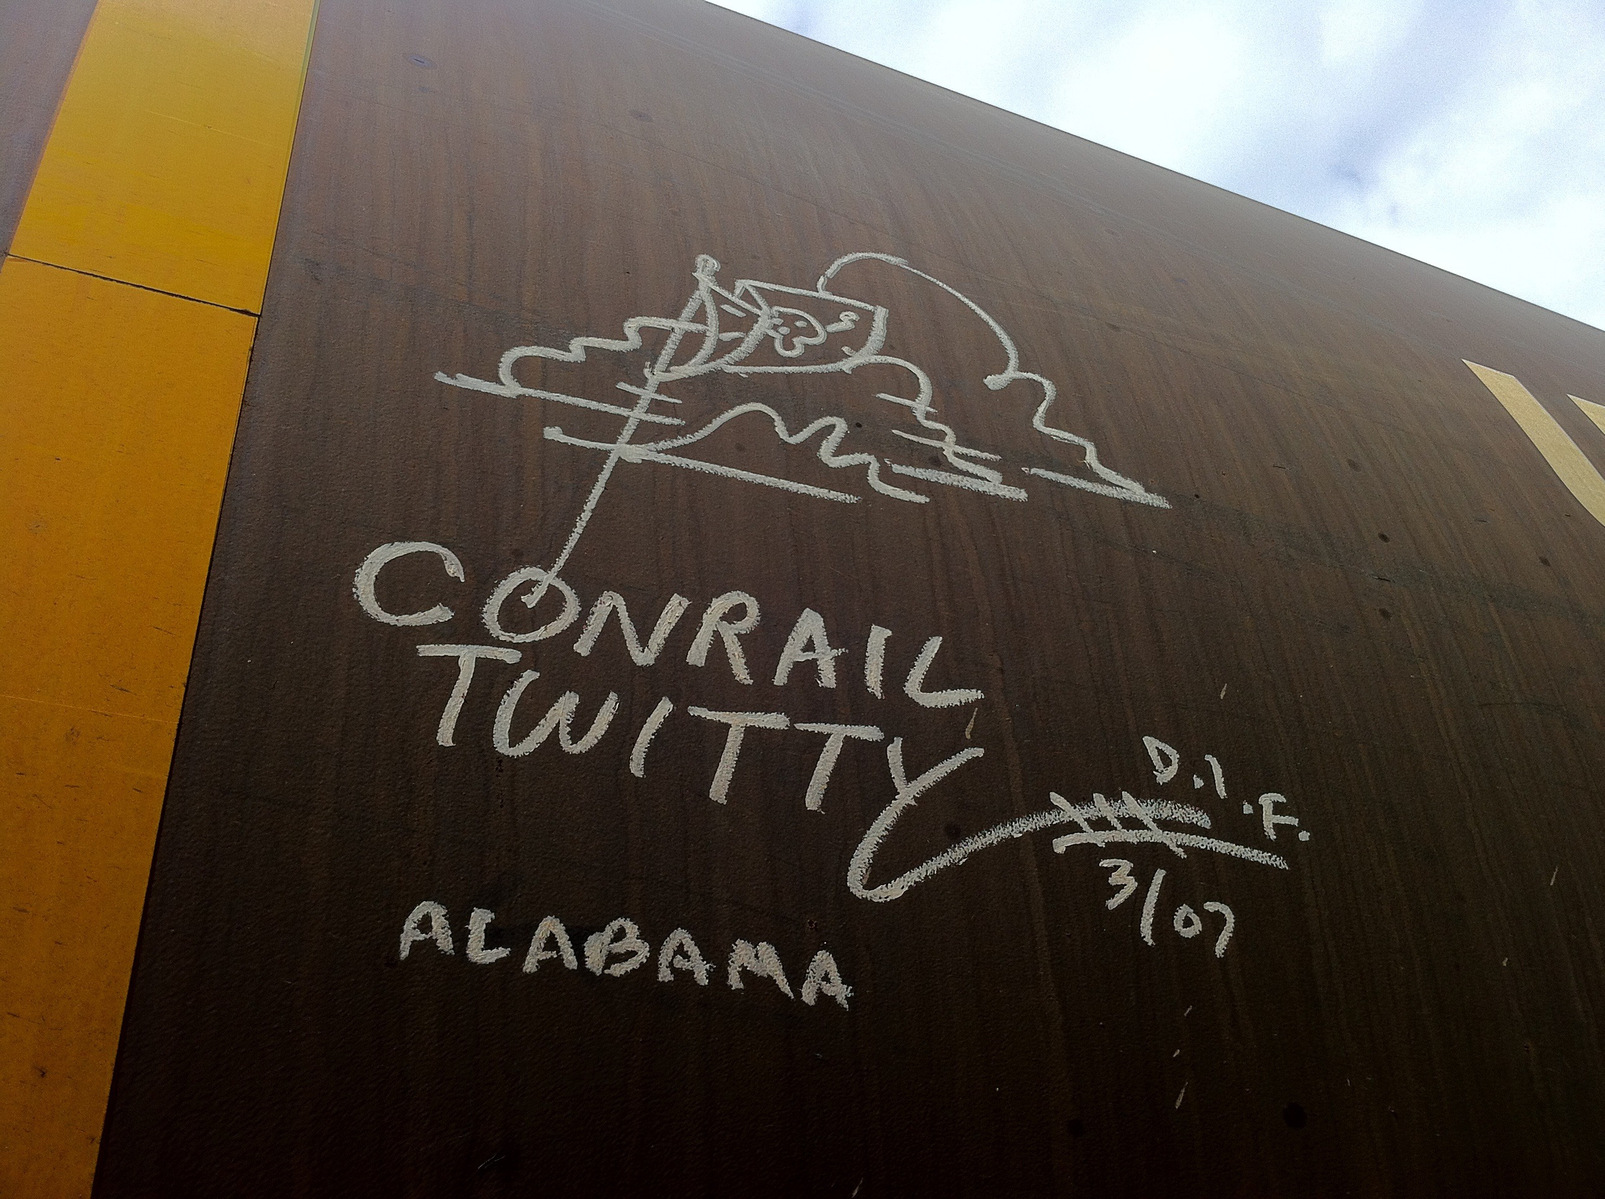 CONRAIL
TWITTY
D.I.F.
3/07
ALABAMA